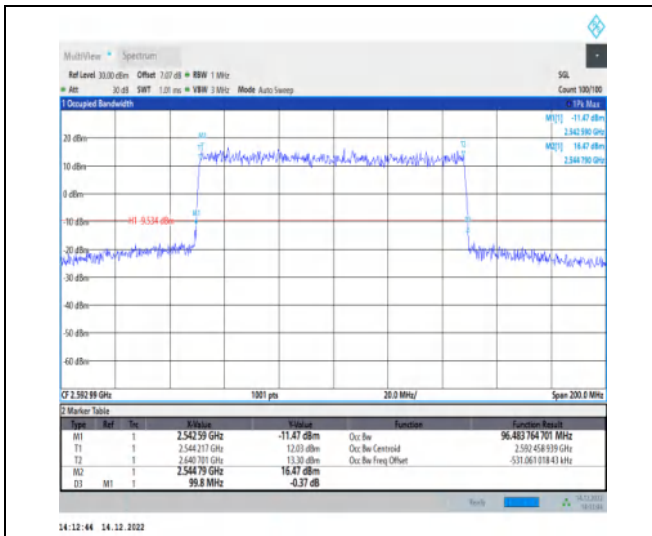 MultiView Spectrum
Ref Level 30.00 dBm Offset 7.07 dB RBW 1 MHz SGL
Att 30 dB SWT 1.01 ms VBW 3 MHz Mode Auto Sweep Count 100/100
1 Occupied Bandwidth 1Pk Max
M1[1] -11.47 dBm
2.542 590 GHz
M2[1] 16.47 dBm
2.544 790 GHz
20 dBm
10 dBm
0 dBm
-10 dBm
H1 -9.534 dBm
-20 dBm
-30 dBm
-40 dBm
-50 dBm
-60 dBm
CF 2.592 99 GHz 1001 pts 20.0 MHz/ Span 200.0 MHz
2 Marker Table
Type Ref Trc X-Value Y-Value Function Function Result
M1 1 2.542 59 GHz -11.47 dBm Occ Bw 96.483 764 701 MHz
T1 1 2.544 217 GHz 12.03 dBm Occ Bw Centroid 2.592 458 939 GHz
T2 1 2.640 701 GHz 13.30 dBm Occ Bw Freq Offset -531.061 018 43 kHz
M2 1 2.544 79 GHz 16.47 dBm
D3 M1 1 99.8 MHz -0.37 dB
Ready
14:12:44 14.12.2022